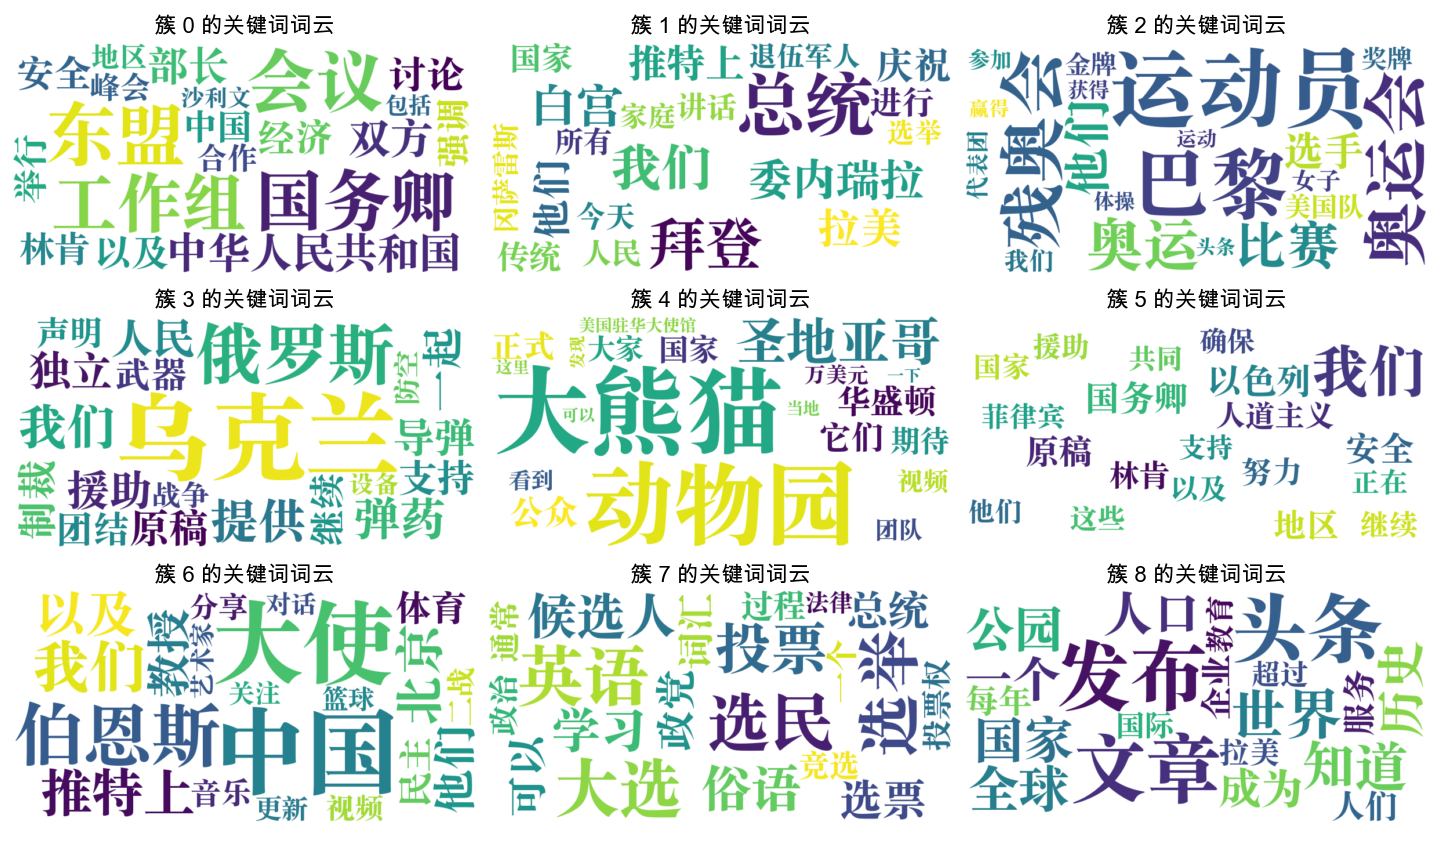 簇 0 的关键词词云
安全 地区 部长 会议 讨论
峰会 沙利文 包括
东盟 中国 经济 双方 强调
合作
举行 工作组 国务卿
林肯 以及 中华人民共和国
簇 1 的关键词词云
国家 推特上 退伍军人 庆祝
白宫 家庭 讲话 总统 进行
所有 选举
冈萨雷斯 他们 我们 委内瑞拉
今天 拉美
传统 人民 拜登
簇 2 的关键词词云
参加 残奥会 金牌 运动员 奖牌
获得 奥运会
赢得 他们 运动 选手
代表团 巴黎 女子
体操 美国队
我们 奥运 头条 比赛
簇 3 的关键词词云
声明 人民 俄罗斯 一起
独立 武器 防空
我们 乌克兰 导弹
制裁 援助 战争 继续 设备 支持
团结 原稿 提供 弹药
簇 4 的关键词词云
美国驻华大使馆
正式 发现 大家 国家 圣地亚哥
这里 万美元 一下
大熊猫 可以 当地 华盛顿
它们 期待
看到 动物园 视频
公众 团队
簇 5 的关键词词云
国家 援助 共同 确保
国务卿 以色列 我们
菲律宾 人道主义
原稿 支持 安全
林肯 以及 努力 正在
他们 这些 地区 继续
簇 6 的关键词词云
以及 分享 对话 体育
我们 教授 艺术家 大使 北京
关注 篮球 二战
伯恩斯 中国 民主 他们
推特上 音乐 更新 视频
簇 7 的关键词词云
通常 候选人 词汇 过程 法律 总统
投票 一个 选举
政治 英语 政党 投票权
学习 选民
可以 大选 俗语 竞选 选票
簇 8 的关键词词云
公园 人口 教育 头条
一个 发布 企业 超过 历史
每年 世界 服务
国家 国际 拉美 知道
全球 文章 成为 人们